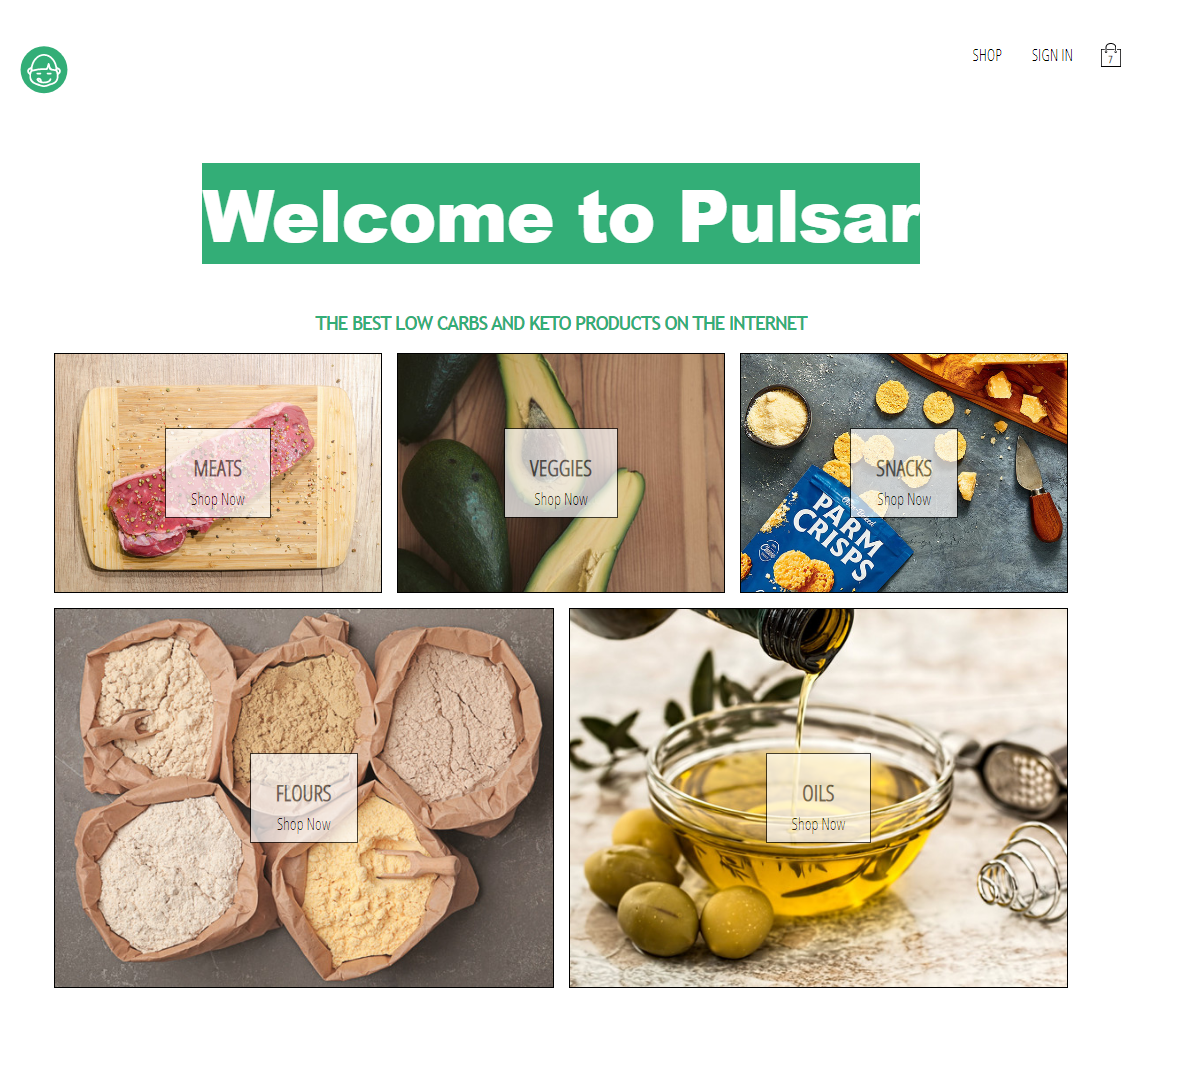 SHOP
SIGN IN
7
Welcome to Pulsar
THE BEST LOW CARBS AND KETO PRODUCTS ON THE INTERNET
MEATS
Shop Now
VEGGIES
Shop Now
SNACKS
Shop Now
PARM
CRISPS
FLOURS
Shop Now
OILS
Shop Now